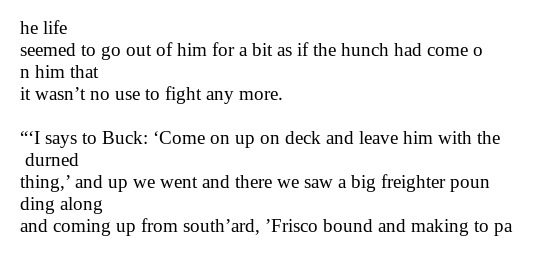 he life
seemed to go out of him for a bit as if the hunch had come o
n him that
it wasn’t no use to fight any more.

“‘I says to Buck: ‘Come on up on deck and leave him with the
 durned
thing,’ and up we went and there we saw a big freighter poun
ding along
and coming up from south’ard, ’Frisco bound and making to pa